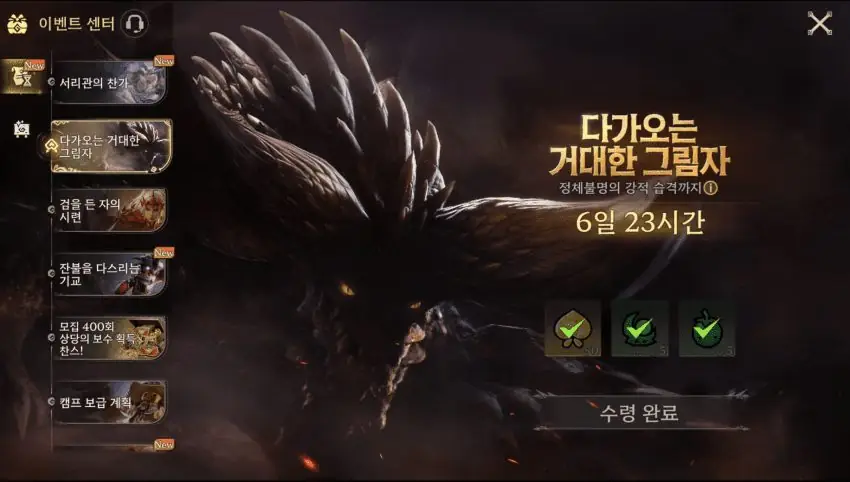 이벤트 센터
New
New
서리관의 찬가
다가오는 거대한
그림자
검을 든 자의
시련
New
잔불을 다스리는
기교
모집 400회
상당의 보수 획득
찬스!
캠프 보급 계획
New
다가오는
거대한 그림자
정체불명의 강적 습격까지
6일 23시간
수령 완료